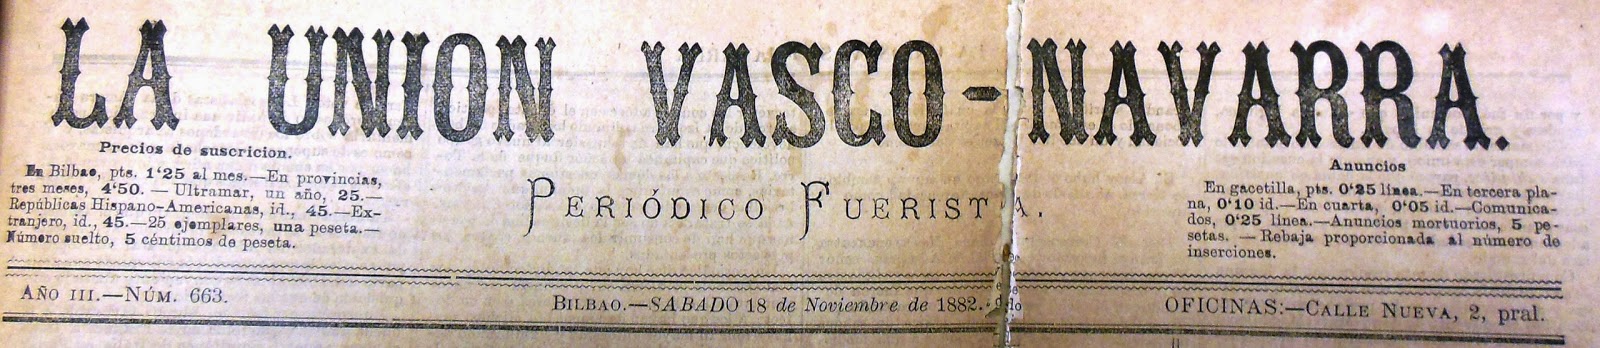 LA UNION VASCO-NAVARRA.
Precios de suscricion.
En Bilbao, pts. 1'25 al mes.—En provincias,
tres meses, 4'50. — Ultramar, un año, 25.—
Repúblicas Hispano-Americanas, id., 45.—Ex-
tranjero, id., 45.—25 ejemplares, una peseta.—
Número suelto, 5 céntimos de peseta.
PERIÓDICO FUERISTA.
Anuncios
En gacetilla, pts. 0'25 línea.—En tercera pla-
na, 0'10 id.—En cuarta, 0'05 id.—Comunica-
dos, 0'25 línea.—Anuncios mortuorios, 5 pe-
setas. — Rebaja proporcionada al número de
inserciones.
AÑO III.—NÚM. 663.
BILBAO.—SABADO 18 de Noviembre de 1882.
OFICINAS:—CALLE NUEVA, 2, pral.